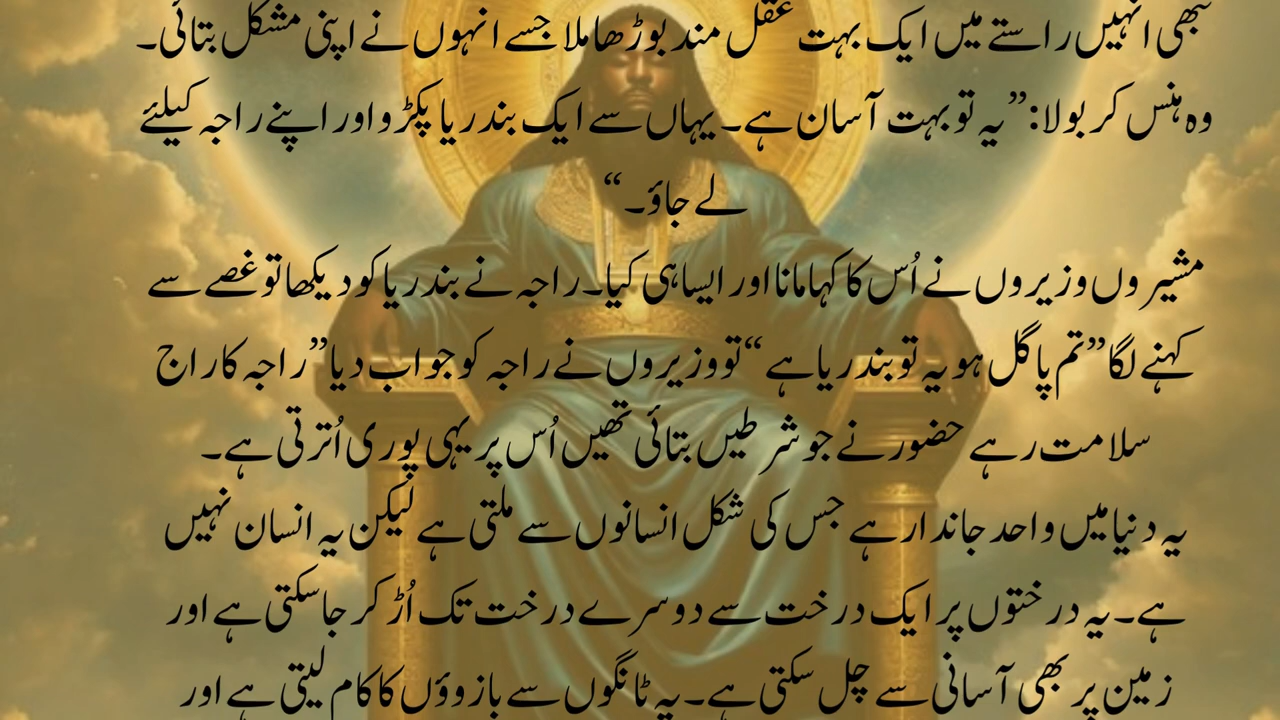 تبھی انہیں راستے میں ایک بہت عقل مند بوڑھا ملا جسے انہوں نے اپنی مشکل بتائی۔
وہ ہنس کر بولا: ”یہ تو بہت آسان ہے۔ یہاں سے ایک بندریا پکڑو اور اپنے راجہ کیلئے
لے جاؤ۔“
مشیروں وزیروں نے اُس کا کہا مانا اور ایسا ہی کیا۔ راجہ نے بندریا کو دیکھا تو غصے سے
کہنے لگا ”تم پاگل ہو یہ تو بندریا ہے“ تو وزیروں نے راجہ کو جواب دیا ”راجہ کا راج
سلامت رہے حضور نے جو شرطیں بتائی تھیں اُس پر یہی پوری اُترتی ہے۔
یہ دنیا میں واحد جاندار ہے جس کی شکل انسانوں سے ملتی ہے لیکن یہ انسان نہیں
ہے۔ یہ درختوں پر ایک درخت سے دوسرے درخت تک اُڑ کر جاسکتی ہے اور
زمین پر بھی آسانی سے چل سکتی ہے۔ یہ ٹانگوں سے بازوؤں کا کام لیتی ہے اور